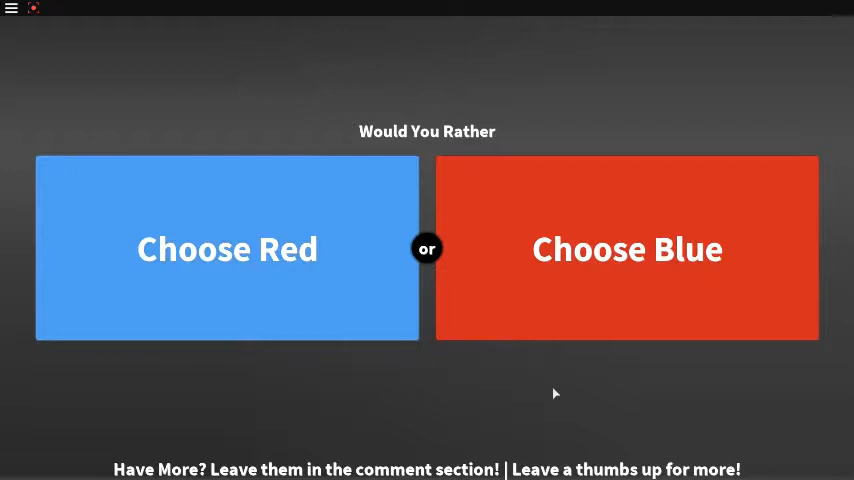 Would You Rather
Choose Red
or
Choose Blue
Have More? Leave them in the comment section! | Leave a thumbs up for more!